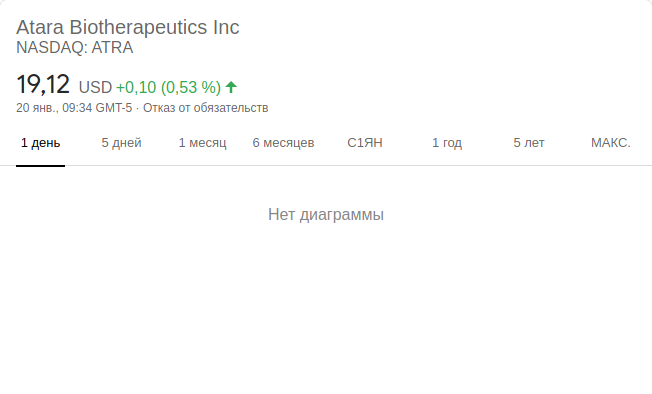 Atara Biotherapeutics Inc
NASDAQ: ATRA
19,12 USD +0,10 (0,53 %)
20 янв., 09:34 GMT-5 · Отказ от обязательств
1 день 5 дней 1 месяц 6 месяцев С1ЯН 1 год 5 лет МАКС.
Нет диаграммы